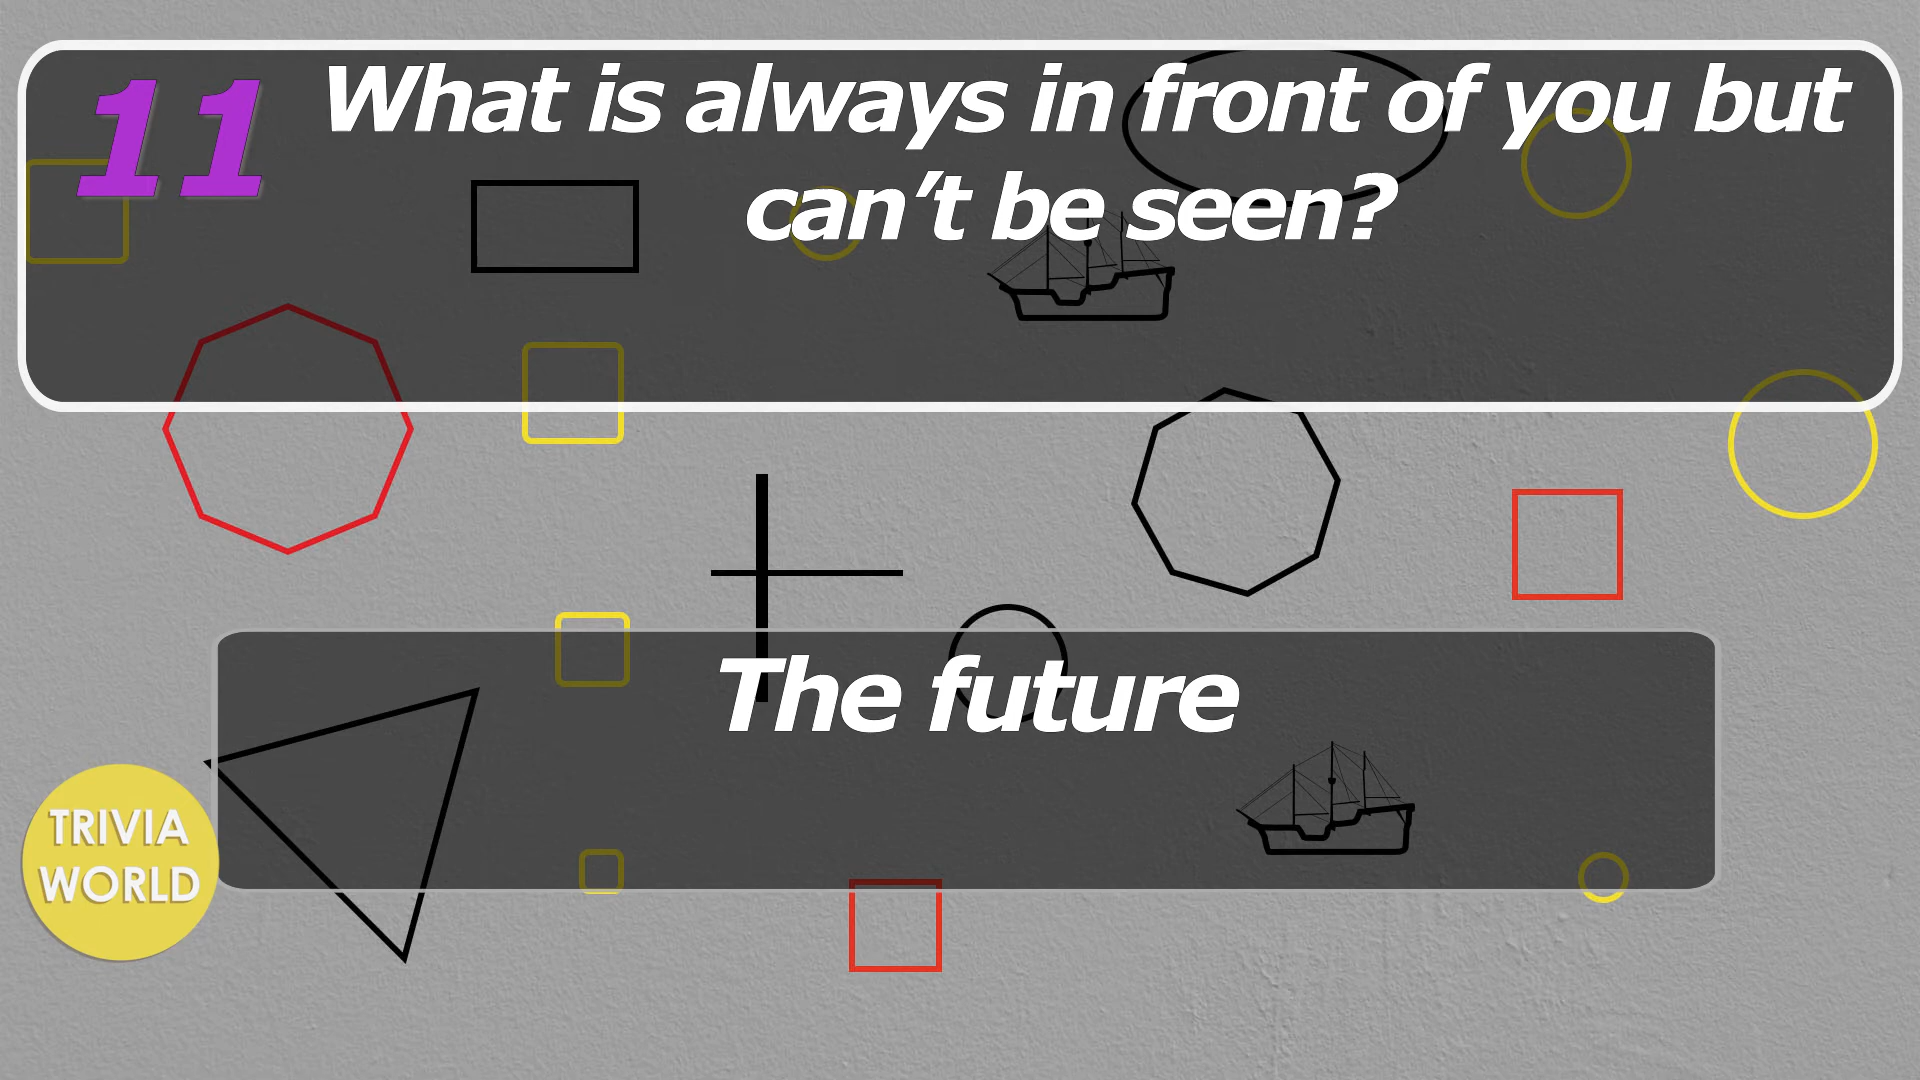 11
What is always in front of you but
can’t be seen?
The future
TRIVIA
WORLD